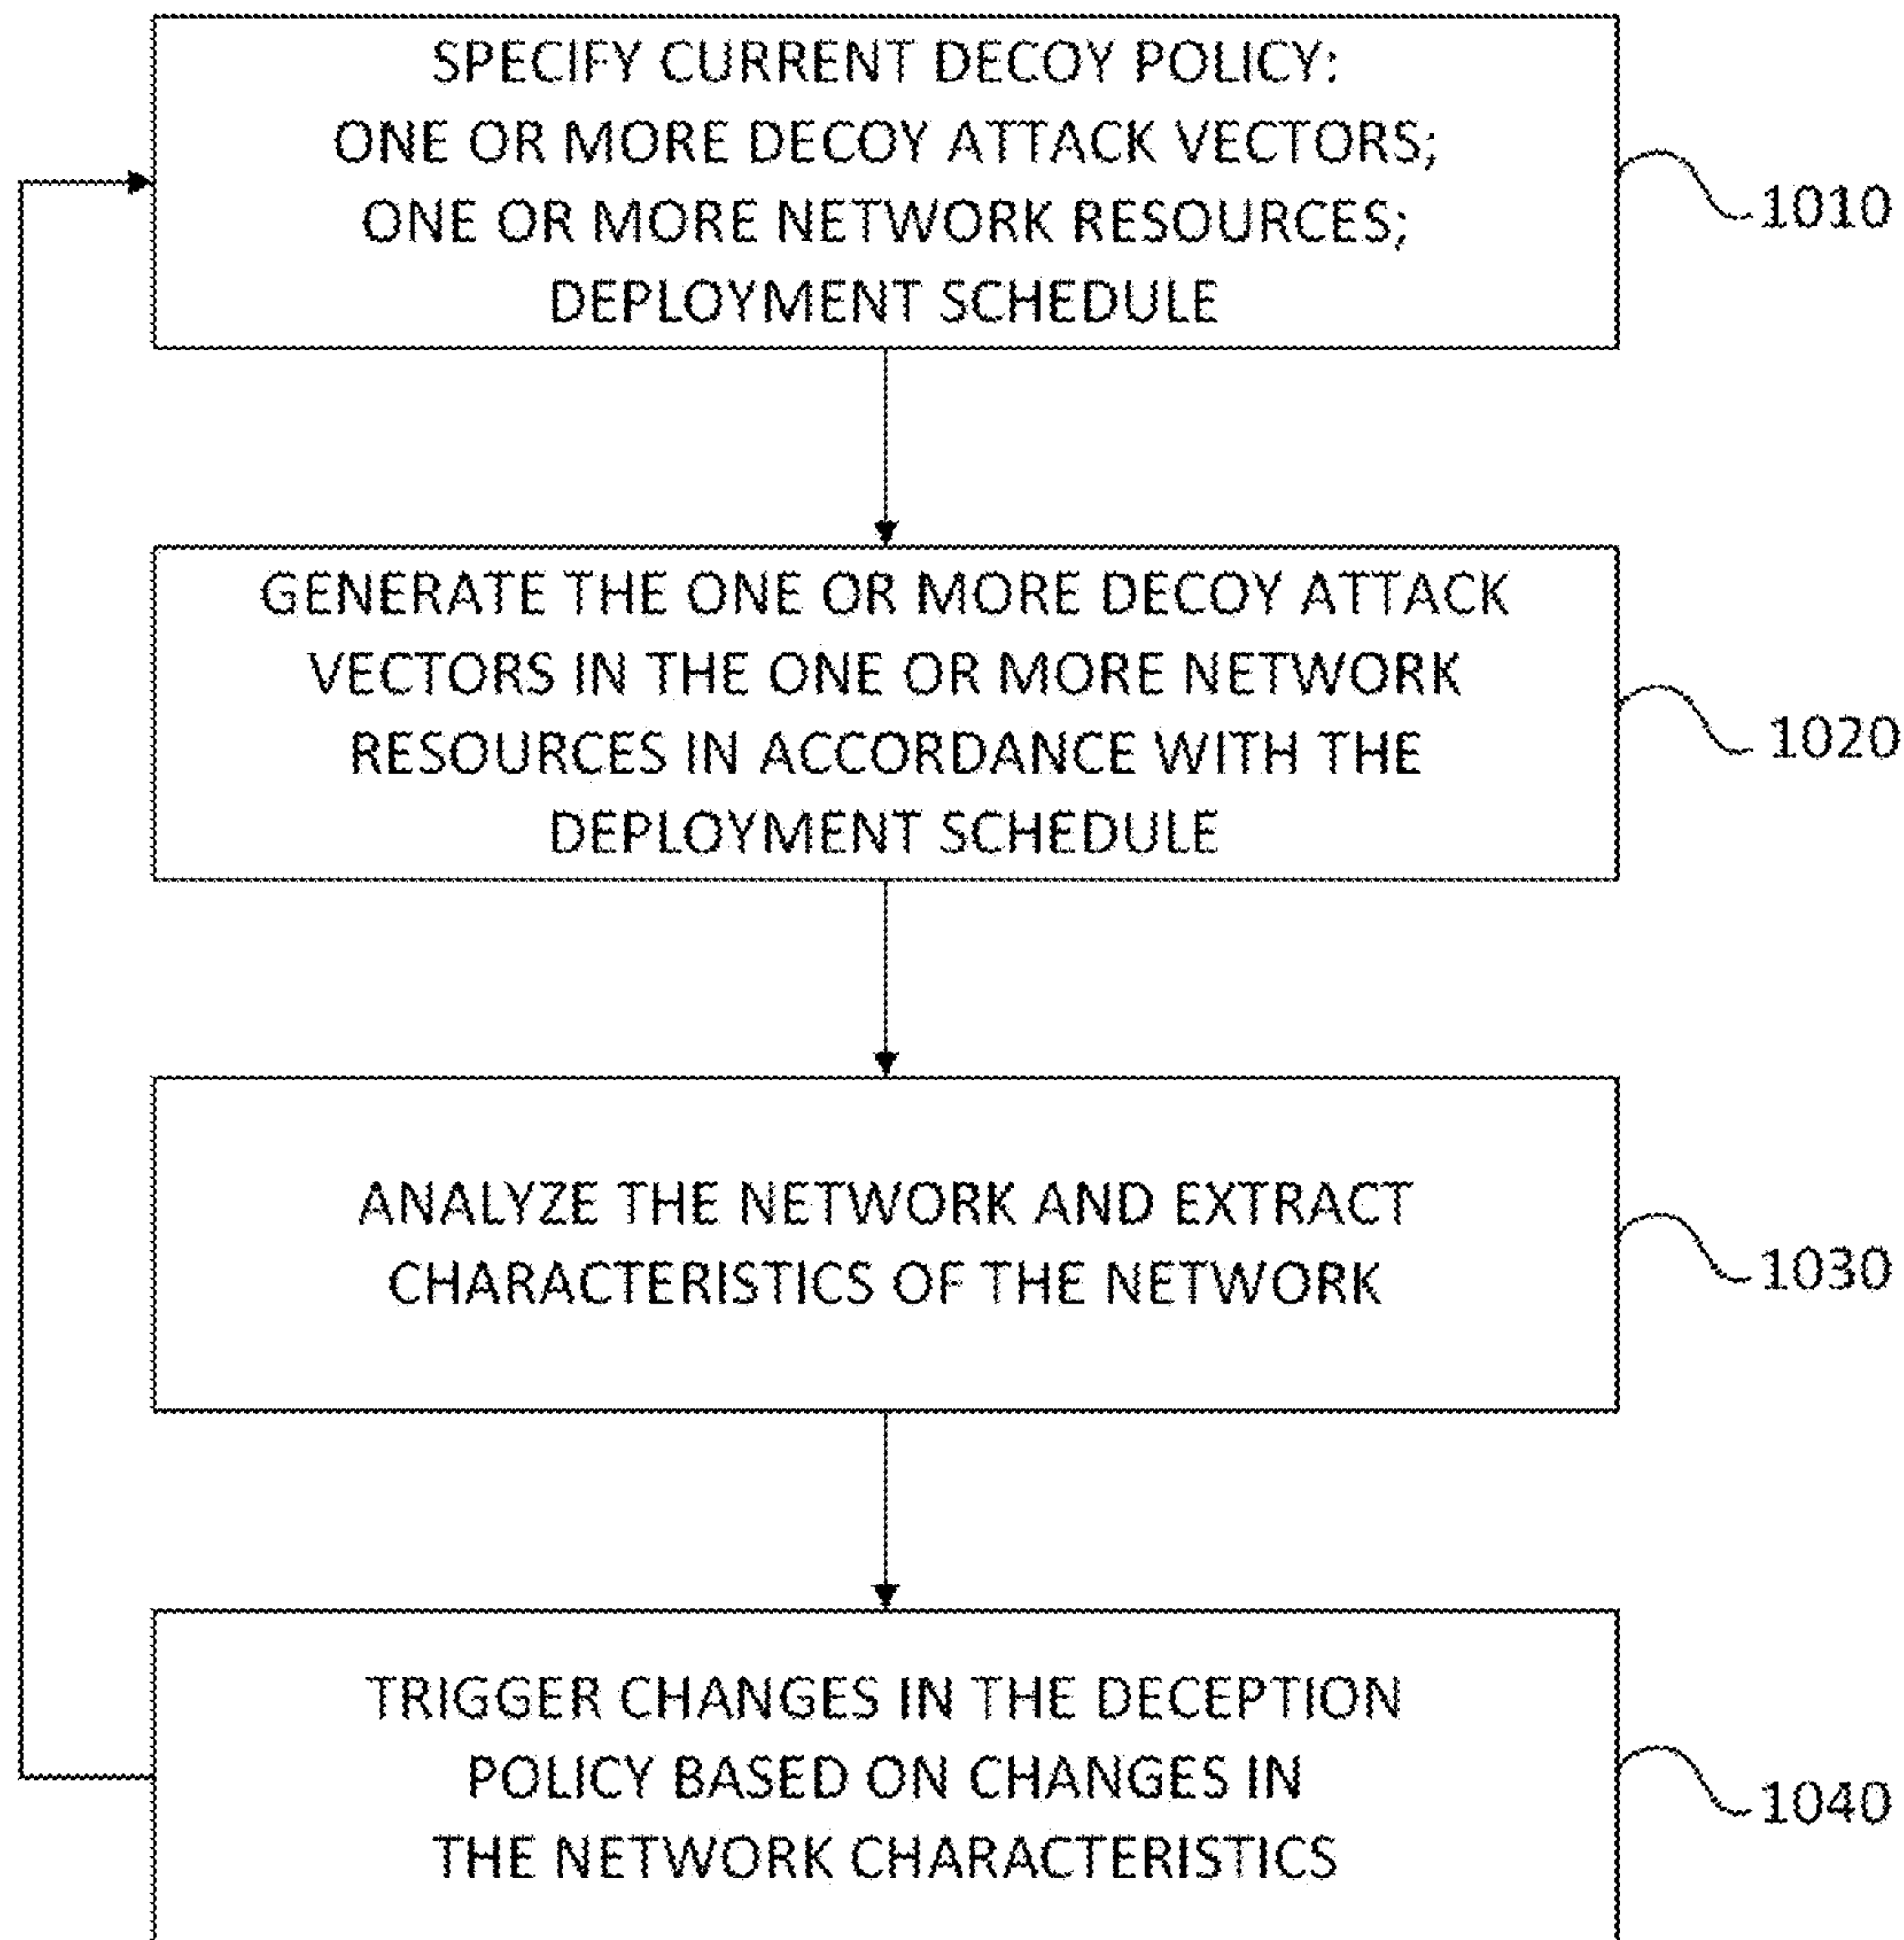 SPECIFY CURRENT DECOY POLICY:
ONE OR MORE DECOY ATTACK VECTORS;
ONE OR MORE NETWORK RESOURCES;
DEPLOYMENT SCHEDULE
1010
GENERATE THE ONE OR MORE DECOY ATTACK
VECTORS IN THE ONE OR MORE NETWORK
RESOURCES IN ACCORDANCE WITH THE
DEPLOYMENT SCHEDULE
1020
ANALYZE THE NETWORK AND EXTRACT
CHARACTERISTICS OF THE NETWORK
1030
TRIGGER CHANGES IN THE DECEPTION
POLICY BASED ON CHANGES IN
THE NETWORK CHARACTERISTICS
1040